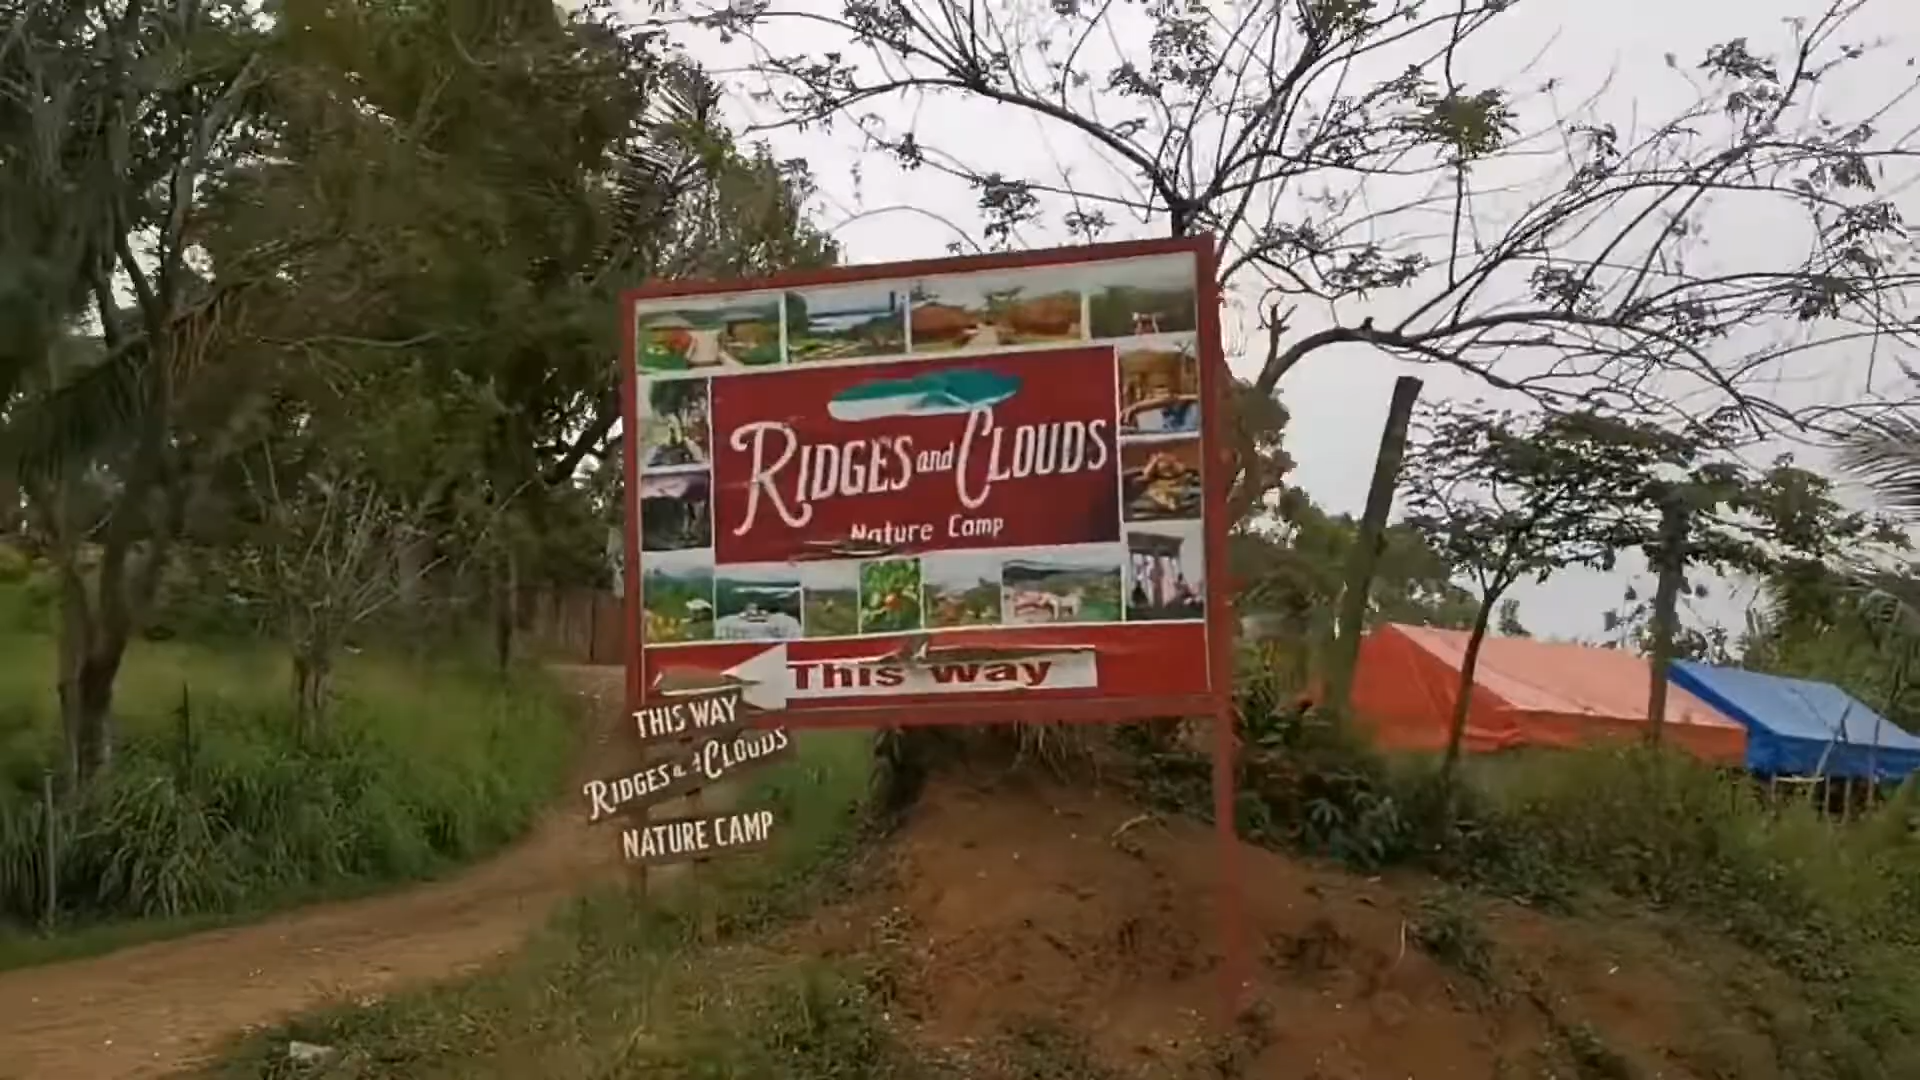 RIDGES and CLOUDS
Nature Camp
This way
THIS WAY
RIDGES and CLOUDS
NATURE CAMP